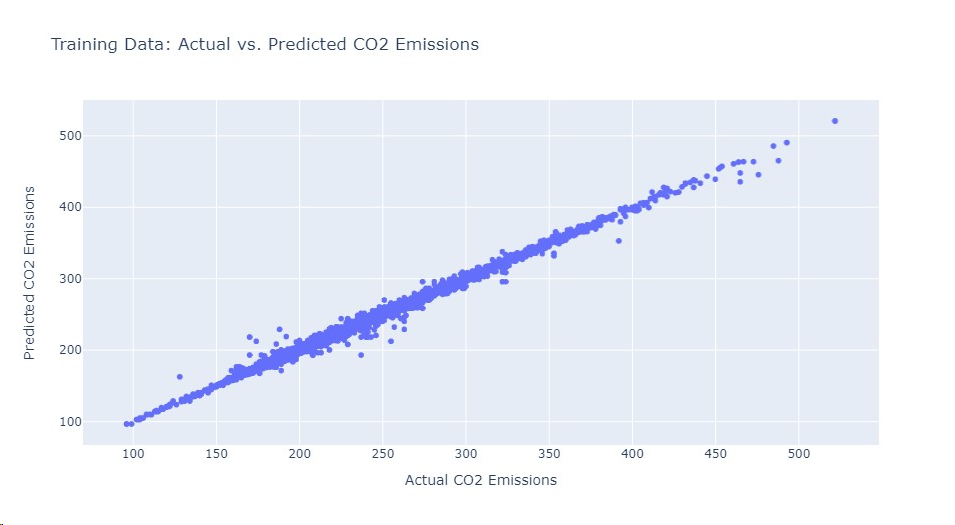 Training Data: Actual vs. Predicted CO2 Emissions
Predicted CO2 Emissions
500
400
300
200
100
100 150 200 250 300 350 400 450 500
Actual CO2 Emissions